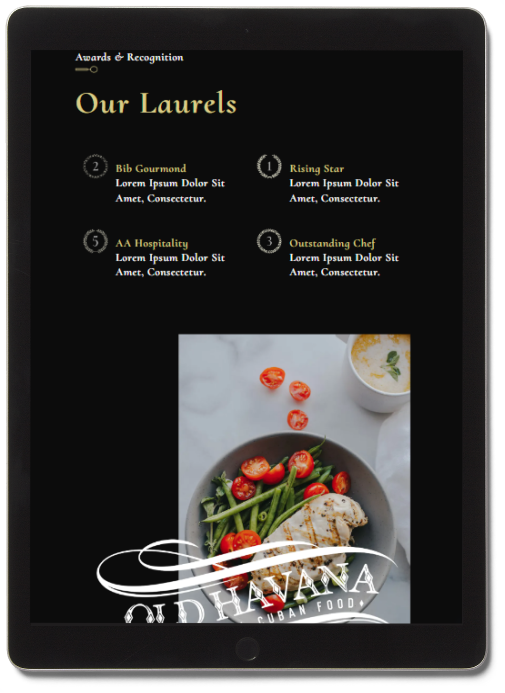 Awards & Recognition
Our Laurels
2
Bib Gourmond
Lorem Ipsum Dolor Sit
Amet, Consectetur.
1
Rising Star
Lorem Ipsum Dolor Sit
Amet, Consectetur.
5
AA Hospitality
Lorem Ipsum Dolor Sit
Amet, Consectetur.
3
Outstanding Chef
Lorem Ipsum Dolor Sit
Amet, Consectetur.
OLD HAVANA
CUBAN FOOD